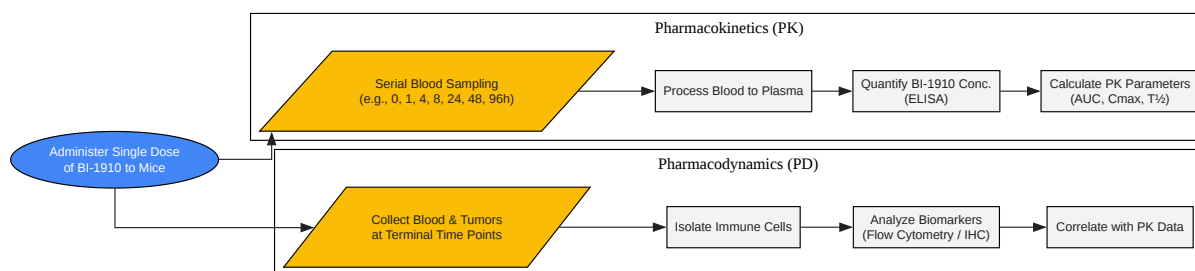 Pharmacokinetics (PK)
Serial Blood Sampling
(e.g., 0, 1, 4, 8, 24, 48, 96h)
Process Blood to Plasma
Quantify BI-1910 Conc.
(ELISA)
Calculate PK Parameters
(AUC, Cmax, T½)
Administer Single Dose
of BI-1910 to Mice
Pharmacodynamics (PD)
Collect Blood & Tumors
at Terminal Time Points
Isolate Immune Cells
Analyze Biomarkers
(Flow Cytometry / IHC)
Correlate with PK Data